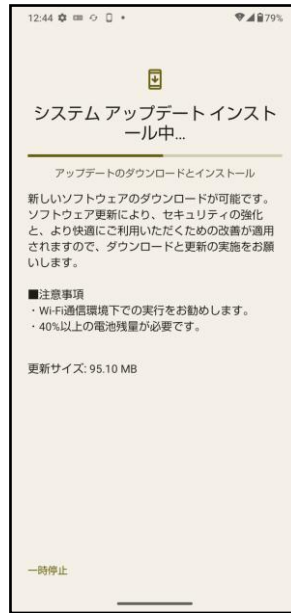 12:44 79%
システム アップデート インスト
ール中...
アップデートのダウンロードとインストール
新しいソフトウェアのダウンロードが可能です。
ソフトウェア更新により、セキュリティの強化
と、より快適にご利用いただくための改善が適用
されますので、ダウンロードと更新の実施をお願
いします。
■注意事項
・Wi-Fi通信環境下での実行をお勧めします。
・40%以上の電池残量が必要です。
更新サイズ: 95.10 MB
一時停止